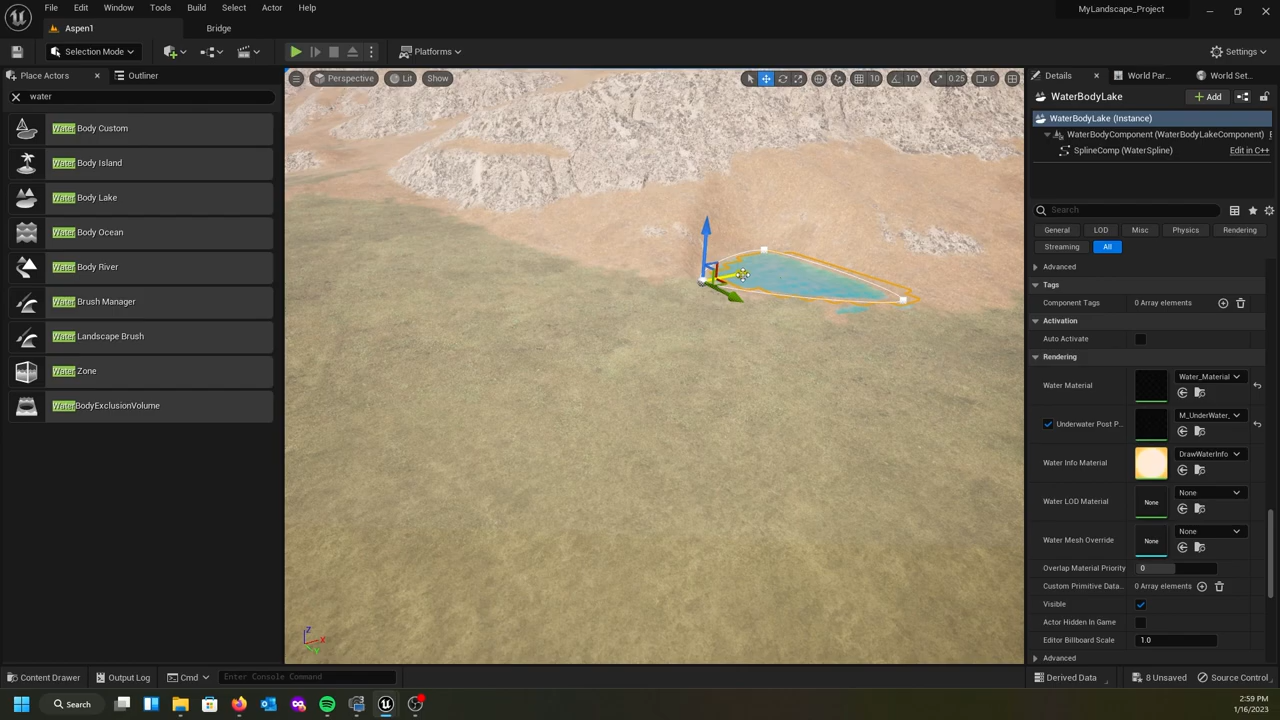 File Edit Window Tools Build Select Actor Help
MyLandscape_Project
Aspen1
Bridge
Selection Mode
Platforms
Settings
Place Actors
Outliner
Perspective
Lit
Show
10
10°
0.25
6
Details
World Par...
World Set...
water
Water Body Custom
Water Body Island
Water Body Lake
Water Body Ocean
Water Body River
Water Brush Manager
Water Landscape Brush
Water Zone
WaterBodyExclusionVolume
WaterBodyLake
Add
WaterBodyLake (Instance)
WaterBodyComponent (WaterBodyLakeComponent)
SplineComp (WaterSpline)
Edit in C++
Search
General
LOD
Misc
Physics
Rendering
Streaming
All
Advanced
Tags
Component Tags
0 Array elements
Activation
Auto Activate
Rendering
Water Material
Water_Material
Underwater Post P...
M_UnderWater_
Water Info Material
DrawWaterInfo
Water LOD Material
None
None
Water Mesh Override
None
None
Overlap Material Priority
0
Custom Primitive Data...
0 Array elements
Visible
Actor Hidden In Game
Editor Billboard Scale
1.0
Advanced
Z
X
Y
Content Drawer
Output Log
Cmd
Enter Console Command
Derived Data
8 Unsaved
Source Control
Search
2:59 PM
1/16/2023